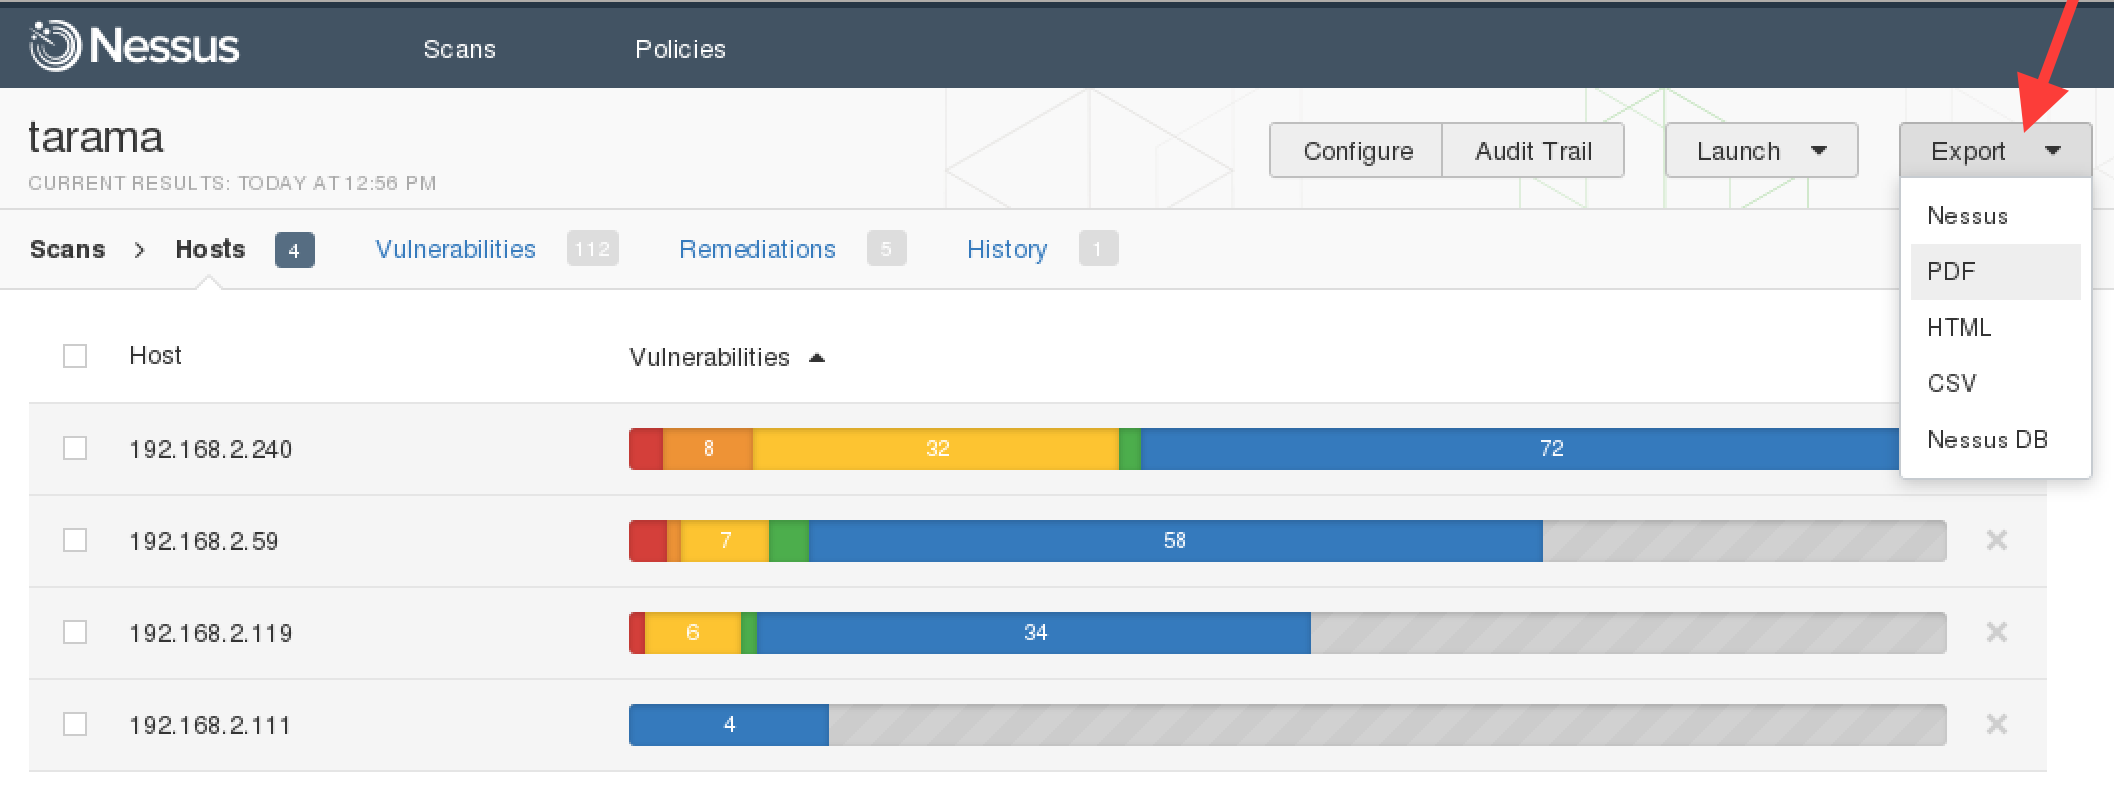 Nessus Scans Policies
tarama
CURRENT RESULTS: TODAY AT 12:56 PM
Configure Audit Trail Launch Export
Nessus
PDF
HTML
CSV
Nessus DB
Scans > Hosts 4 Vulnerabilities 112 Remediations 5 History 1
Host Vulnerabilities
192.168.2.240 8 32 72
192.168.2.59 7 58
192.168.2.119 6 34
192.168.2.111 4